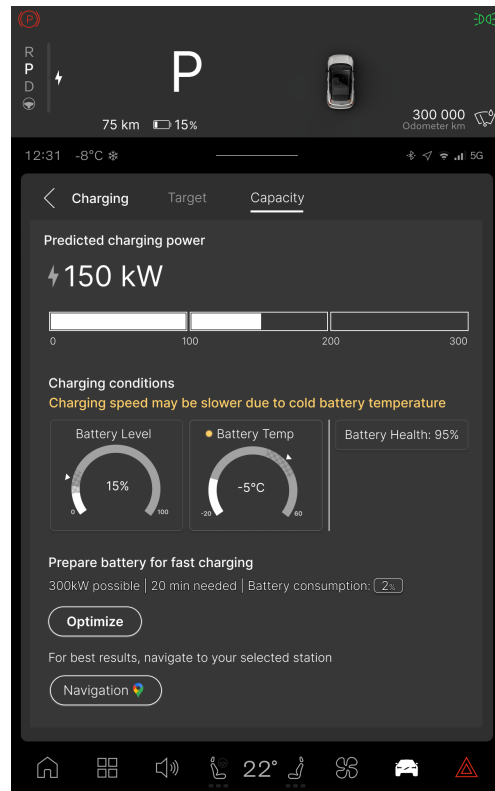 (P)
R
P
D
P
75 km 15%
300 000
Odometer km
12:31 -8°C
5G
Charging Target Capacity
Predicted charging power
150 kW
0 100 200 300
Charging conditions
Charging speed may be slower due to cold battery temperature
Battery Level
15%
0 100
Battery Temp
-5°C
-20 60
Battery Health: 95%
Prepare battery for fast charging
300kW possible | 20 min needed | Battery consumption: 2%
Optimize
For best results, navigate to your selected station
Navigation
22°